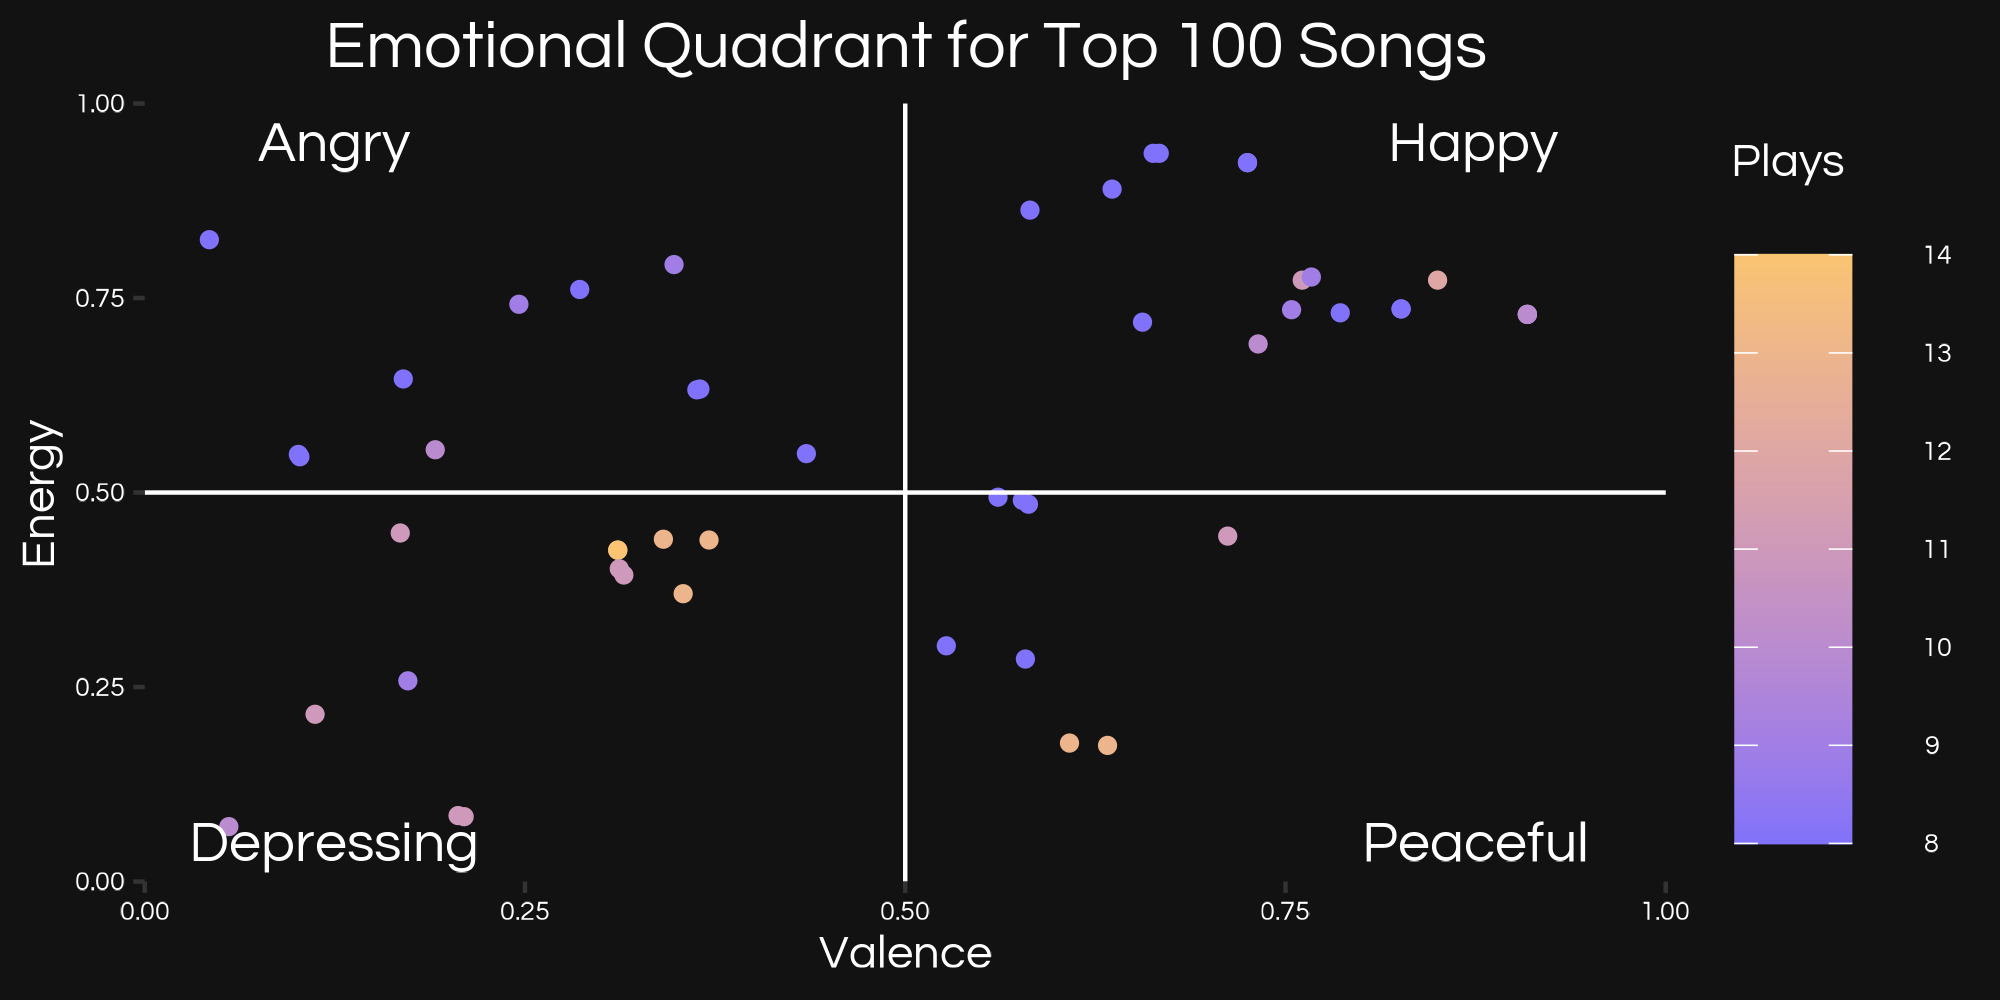 Emotional Quadrant for Top 100 Songs
Angry
Happy
Depressing
Peaceful
Energy
1.00
0.75
0.50
0.25
0.00
0.00 0.25 0.50 0.75 1.00
Valence
Plays
14
13
12
11
10
9
8